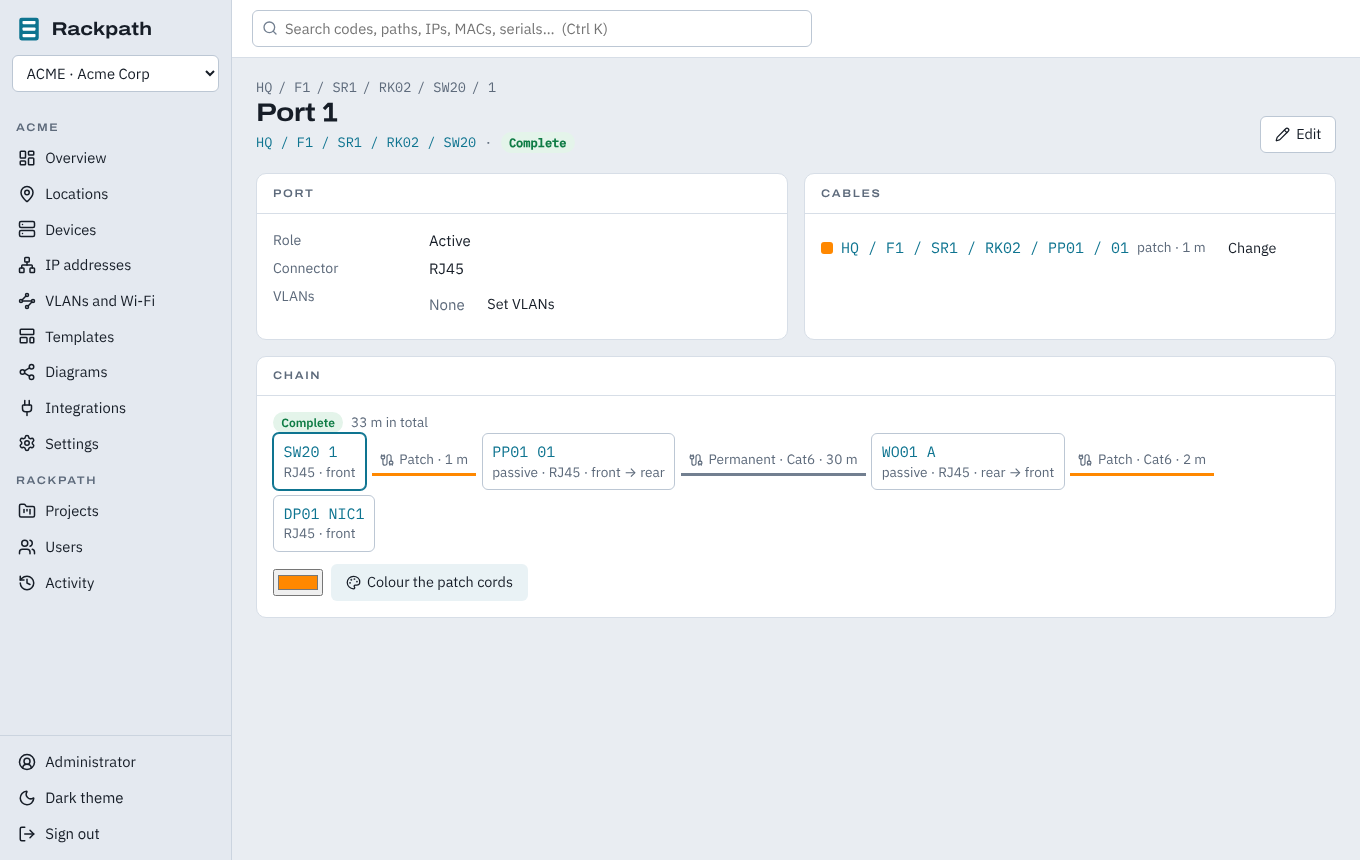 Rackpath
Search codes, paths, IPs, MACs, serials... (Ctrl K)
ACME · Acme Corp
ACME
Overview
Locations
Devices
IP addresses
VLANs and Wi-Fi
Templates
Diagrams
Integrations
Settings
RACKPATH
Projects
Users
Activity
Administrator
Dark theme
Sign out
HQ / F1 / SR1 / RK02 / SW20 / 1
Port 1
HQ / F1 / SR1 / RK02 / SW20 · Complete
Edit
PORT
Role Active
Connector RJ45
VLANs None Set VLANs
CABLES
HQ / F1 / SR1 / RK02 / PP01 / 01 patch · 1 m Change
CHAIN
Complete 33 m in total
SW20 1
RJ45 · front
Patch · 1 m
PP01 01
passive · RJ45 · front → rear
Permanent · Cat6 · 30 m
WO01 A
passive · RJ45 · rear → front
Patch · Cat6 · 2 m
DP01 NIC1
RJ45 · front
Colour the patch cords